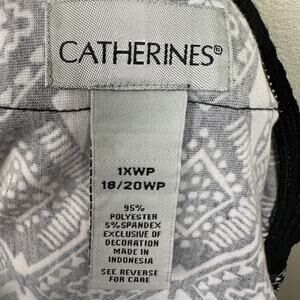 CATHERINES®
1XWP
18/20WP
95%
POLYESTER
5%SPANDEX
EXCLUSIVE OF
DECORATION
MADE IN
INDONESIA
SEE REVERSE
FOR CARE